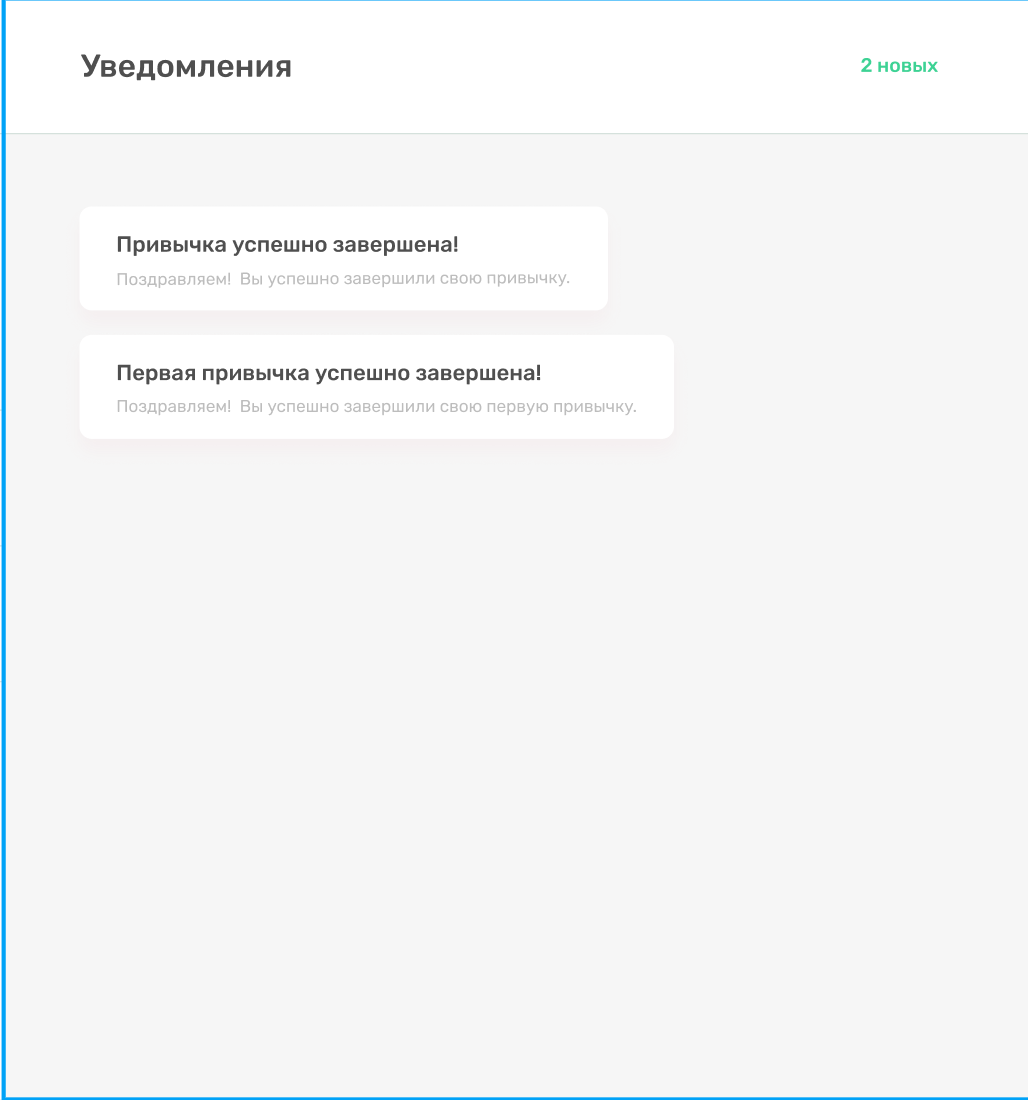 Уведомления
2 новых
Привычка успешно завершена!
Поздравляем!  Вы успешно завершили свою привычку.
Первая привычка успешно завершена!
Поздравляем!  Вы успешно завершили свою первую привычку.